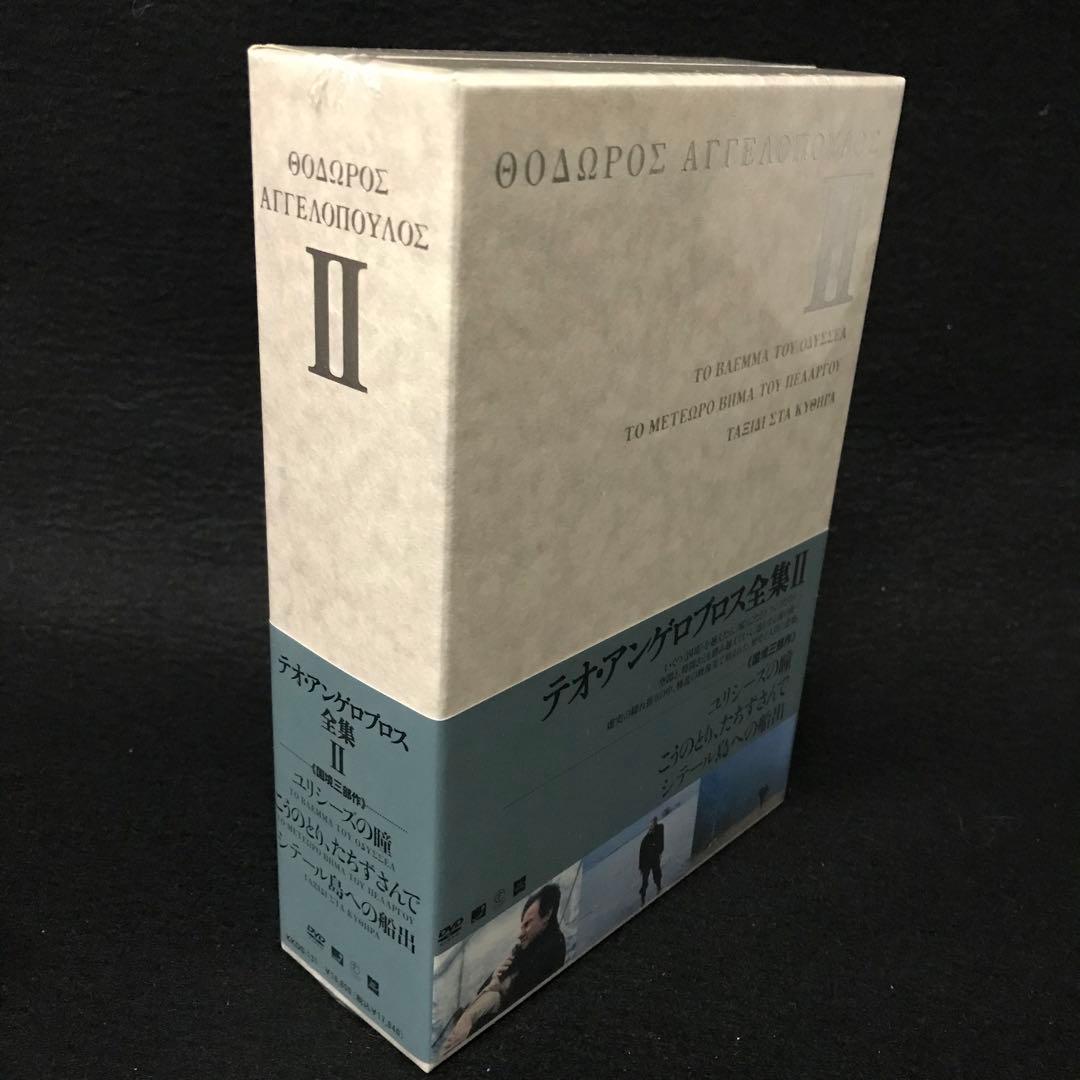 ΘΟΔΩΡΟΣ
ΑΓΓΕΛΟΠΟΥΛΟΣ
II
テオ・アンゲロプロス
全集
II
《国境三部作》
ユリシーズの瞳
ΤΟ ΒΛΕΜΜΑ ΤΟΥ ΟΔΥΣΣΕΑ
こうのとり、たちずさんで
ΤΟ ΜΕΤΕΩΡΟ ΒΗΜΑ ΤΟΥ ΠΕΛΑΡΓΟΥ
シテール島への船出
ΤΑΞΙΔΙ ΣΤΑ ΚΥΘΗΡΑ
DVD
ΘΟΔΩΡΟΣ ΑΓΓΕΛΟΠΟΥΛΟΣ
II
ΤΟ ΒΛΕΜΜΑ ΤΟΥ ΟΔΥΣΣΕΑ
ΤΟ ΜΕΤΕΩΡΟ ΒΗΜΑ ΤΟΥ ΠΕΛΑΡΓΟΥ
ΤΑΞΙΔΙ ΣΤΑ ΚΥΘΗΡΑ
テオ・アンゲロプロス全集II
《国境三部作》
ユリシーズの瞳
こうのとり、たちずさんで
シテール島への船出
DVD